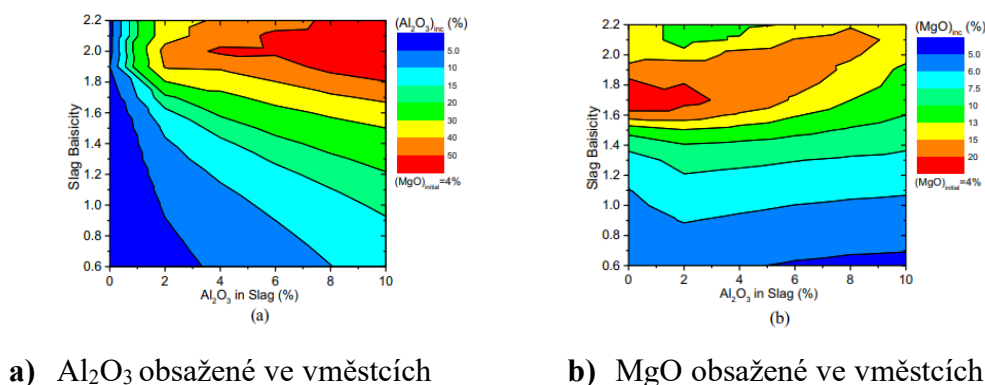 (Al₂O₃)inc (%)
2.2
2.0
1.8
1.6
1.4
1.2
1.0
0.8
0.6
Slag Baisicity
5.0
10
15
20
30
40
50
(MgO)initial=4%
0 2 4 6 8 10
Al₂O₃ in Slag (%)
(a)
(MgO)inc (%)
2.2
2.0
1.8
1.6
1.4
1.2
1.0
0.8
0.6
Slag Baisicity
5.0
6.0
7.5
10
13
15
20
(MgO)initial=4%
0 2 4 6 8 10
Al₂O₃ in Slag (%)
(b)
a) Al₂O₃ obsažené ve vměstcích
b) MgO obsažené ve vměstcích